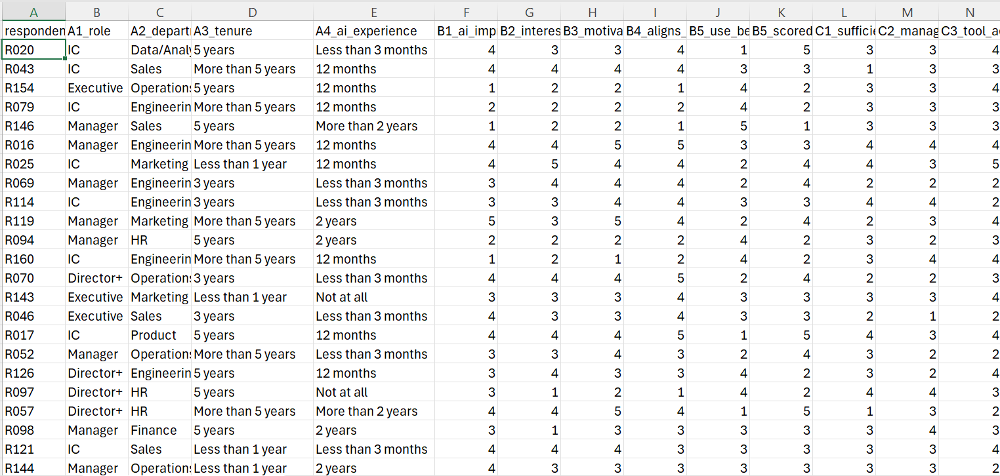 A B C D E F G H I J K L M N
responden A1_role A2_depart A3_tenure A4_ai_experience B1_ai_imp B2_interes B3_motiva B4_aligns_ B5_use_be B5_scored C1_sufficie C2_manag C3_tool_a
R020 IC Data/Analy 5 years Less than 3 months 4 3 3 4 1 5 3 3 4
R043 IC Sales More than 5 years 12 months 4 4 4 4 3 3 1 3 3
R154 Executive Operations 5 years 12 months 1 2 2 1 4 2 3 3 4
R079 IC Engineerin More than 5 years 12 months 2 2 2 2 4 2 3 3 3
R146 Manager Sales 5 years More than 2 years 1 2 2 1 5 1 3 3 3
R016 Manager Engineerin More than 5 years 12 months 4 4 5 5 3 3 4 4 4
R025 IC Marketing Less than 1 year 12 months 4 5 4 4 2 4 4 3 5
R069 Manager Engineerin 3 years Less than 3 months 3 4 4 4 2 4 2 2 2
R114 IC Engineerin 3 years Less than 3 months 3 3 4 4 3 3 4 4 2
R119 Manager Marketing More than 5 years 2 years 5 3 5 4 2 4 2 3 4
R094 Manager HR 5 years 2 years 2 2 2 2 4 2 3 2 3
R160 IC Engineerin More than 5 years 12 months 1 2 1 2 4 2 3 4 4
R070 Director+ Operations 3 years Less than 3 months 4 4 4 5 2 4 2 2 3
R143 Executive Marketing Less than 1 year Not at all 3 3 3 4 3 3 3 3 4
R046 Executive Sales 3 years Less than 3 months 4 3 3 4 3 3 2 1 2
R017 IC Product 5 years 12 months 4 4 4 5 1 5 4 3 4
R052 Manager Operations More than 5 years Less than 3 months 3 3 4 3 2 4 3 2 2
R126 Director+ Engineerin 5 years 12 months 3 4 3 3 4 2 3 2 4
R097 Director+ HR 5 years Not at all 3 1 2 1 4 2 4 4 3
R057 Director+ HR More than 5 years More than 2 years 4 4 5 4 1 5 1 3 2
R098 Manager Finance 5 years 2 years 3 1 3 3 3 3 3 4 3
R121 IC Sales Less than 1 year Less than 3 months 4 4 4 3 3 3 3 3 4
R144 Manager Operations Less than 1 year 2 years 4 3 3 3 3 3 3 3 2